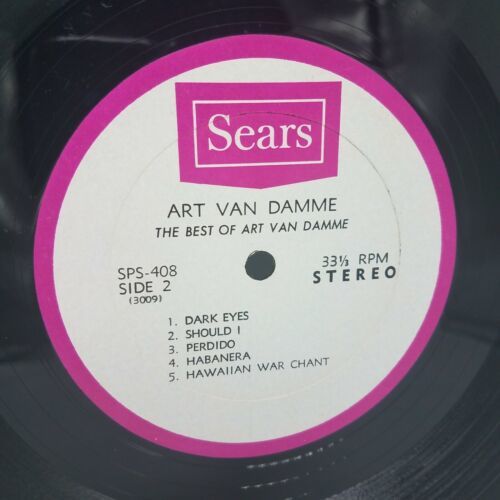 Sears
ART VAN DAMME
THE BEST OF ART VAN DAMME
SPS-408
SIDE 2
(3009)
33⅓ RPM
STEREO
1. DARK EYES
2. SHOULD I
3. PERDIDO
4. HABANERA
5. HAWAIIAN WAR CHANT